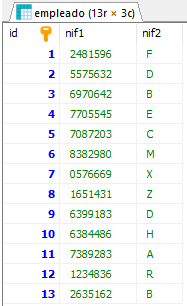 empleado (13r × 3c)
id nif1 nif2
1 2481596 F
2 5575632 D
3 6970642 B
4 7705545 E
5 7087203 C
6 8382980 M
7 0576669 X
8 1651431 Z
9 6399183 D
10 6384486 H
11 7389283 A
12 1234836 R
13 2635162 B